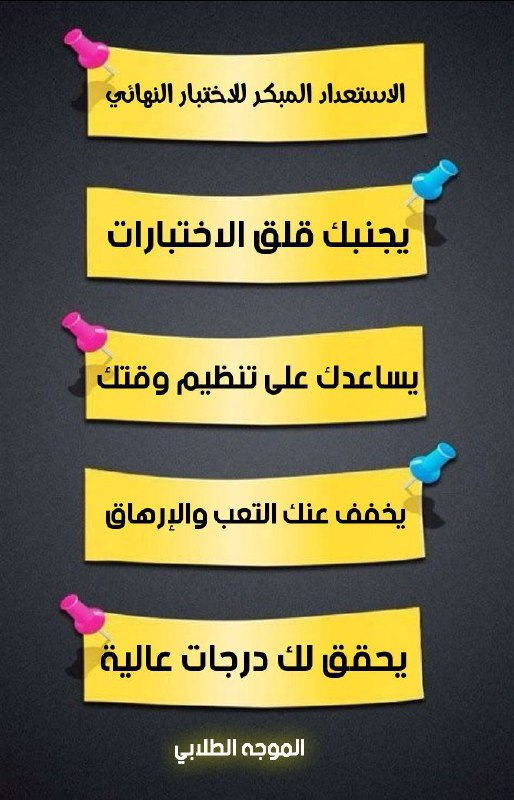 الاستعداد المبكر للاختبار النهائي
يجنبك قلق الاختبارات
يساعدك على تنظيم وقتك
يخفف عنك التعب والإرهاق
يحقق لك درجات عالية
الموجه الطلابي